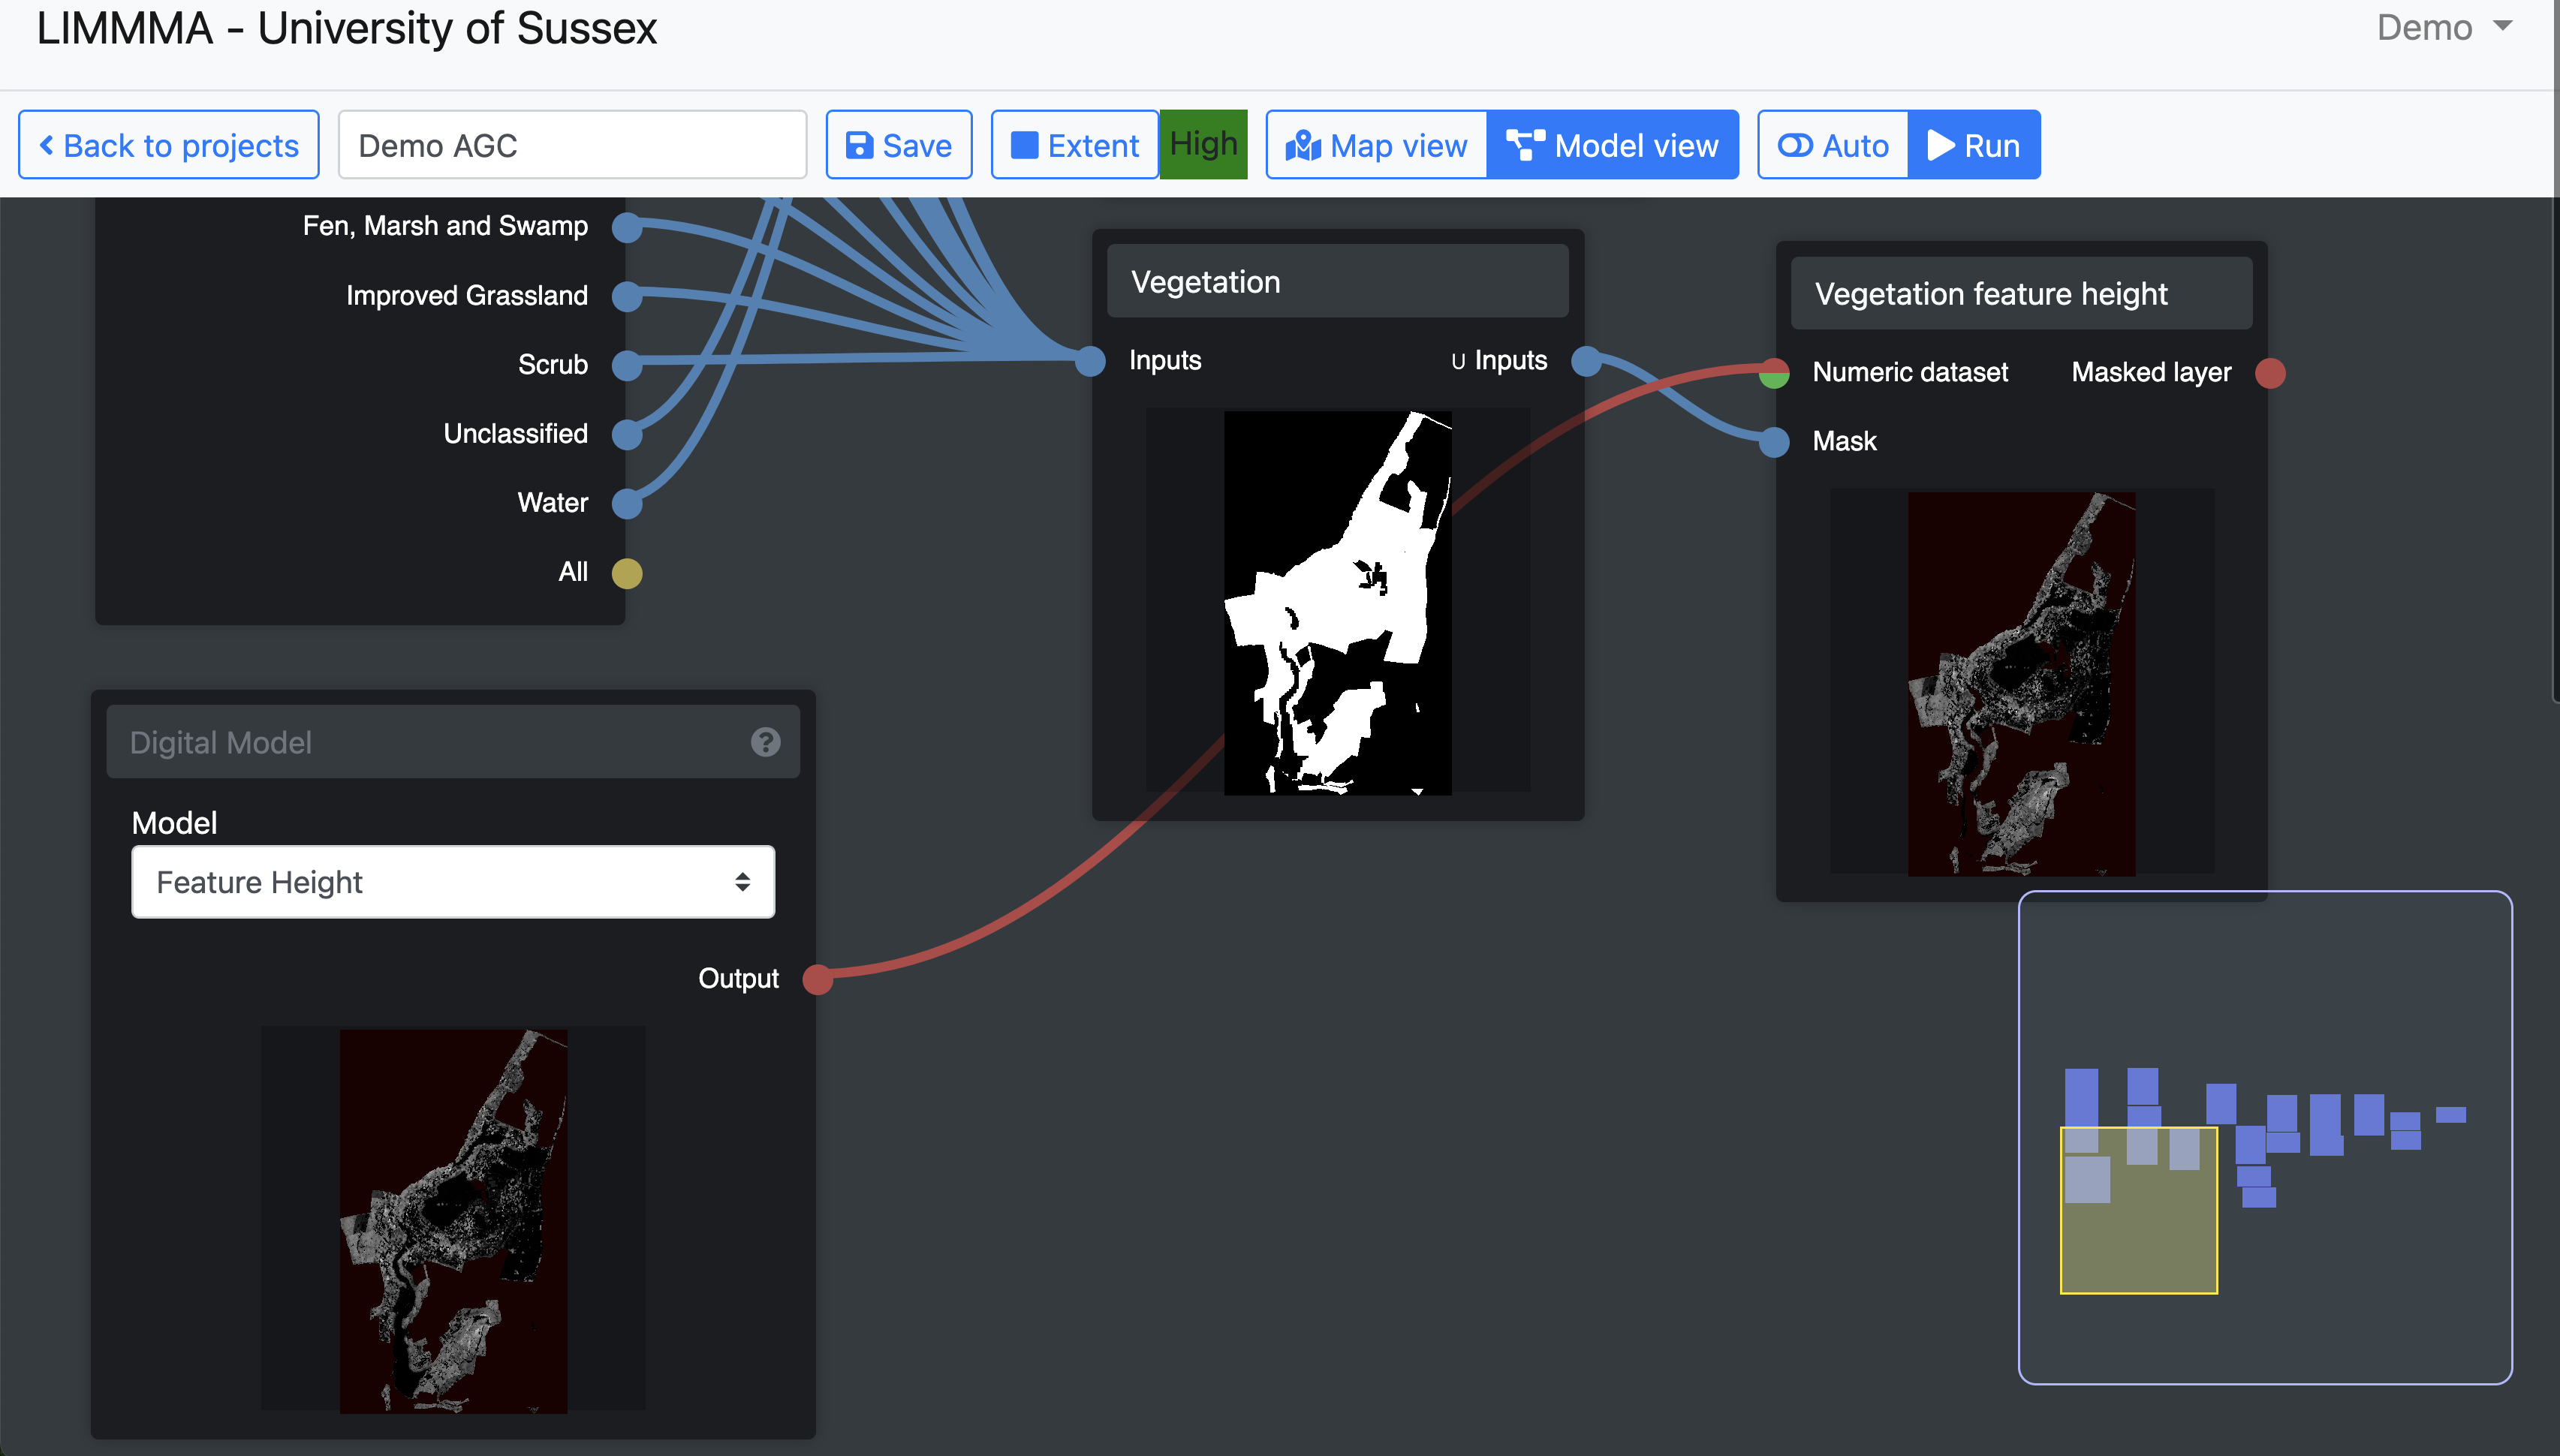 LIMMMA - University of Sussex
Demo
Back to projects
Demo AGC
Save
Extent
High
Map view
Model view
Auto
Run
Fen, Marsh and Swamp
Improved Grassland
Scrub
Unclassified
Water
All
Vegetation
Inputs
∪ Inputs
Vegetation feature height
Numeric dataset
Masked layer
Mask
Digital Model
?
Model
Feature Height
Output